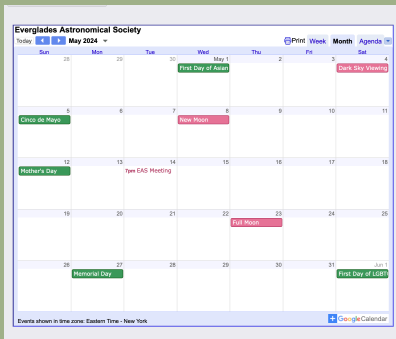 Everglades Astronomical Society
Today May 2024 Print Week Month Agenda
Sun Mon Tue Wed Thu Fri Sat
28 29 30 May 1 2 3 4
First Day of Asian Dark Sky Viewing
5 6 7 8 9 10 11
Cinco de Mayo New Moon
12 13 14 15 16 17 18
Mother's Day 7pm EAS Meeting
19 20 21 22 23 24 25
Full Moon
26 27 28 29 30 31 Jun 1
Memorial Day First Day of LGBT
Events shown in time zone: Eastern Time - New York
+ GoogleCalendar